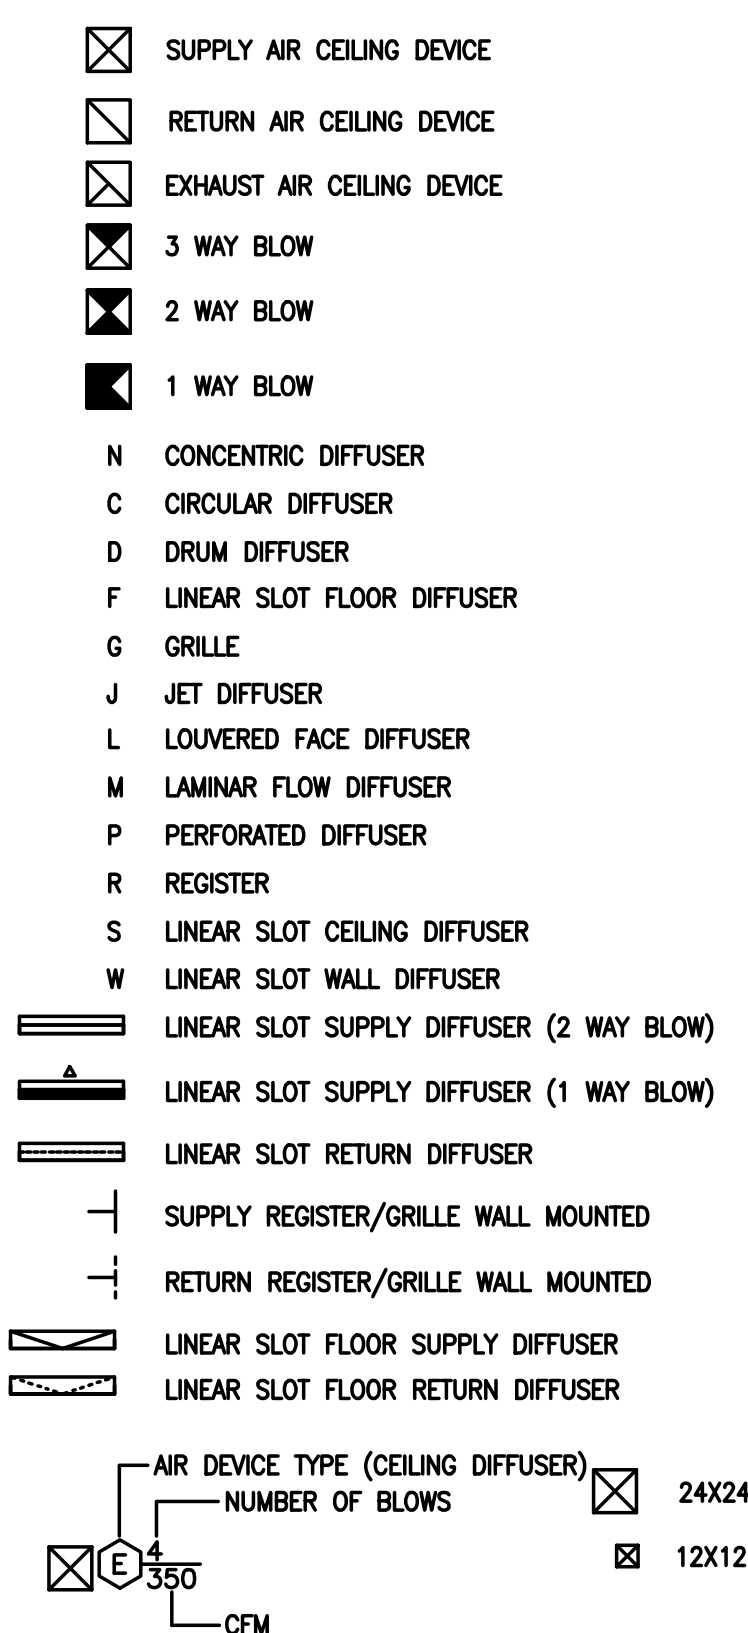 SUPPLY AIR CEILING DEVICE
RETURN AIR CEILING DEVICE
EXHAUST AIR CEILING DEVICE
3 WAY BLOW
2 WAY BLOW
1 WAY BLOW
N CONCENTRIC DIFFUSER
C CIRCULAR DIFFUSER
D DRUM DIFFUSER
F LINEAR SLOT FLOOR DIFFUSER
G GRILLE
J JET DIFFUSER
L LOUVERED FACE DIFFUSER
M LAMINAR FLOW DIFFUSER
P PERFORATED DIFFUSER
R REGISTER
S LINEAR SLOT CEILING DIFFUSER
W LINEAR SLOT WALL DIFFUSER
LINEAR SLOT SUPPLY DIFFUSER (2 WAY BLOW)
LINEAR SLOT SUPPLY DIFFUSER (1 WAY BLOW)
LINEAR SLOT RETURN DIFFUSER
SUPPLY REGISTER/GRILLE WALL MOUNTED
RETURN REGISTER/GRILLE WALL MOUNTED
LINEAR SLOT FLOOR SUPPLY DIFFUSER
LINEAR SLOT FLOOR RETURN DIFFUSER
AIR DEVICE TYPE (CEILING DIFFUSER)
24X24
NUMBER OF BLOWS
12X12
E
4
350
CFM